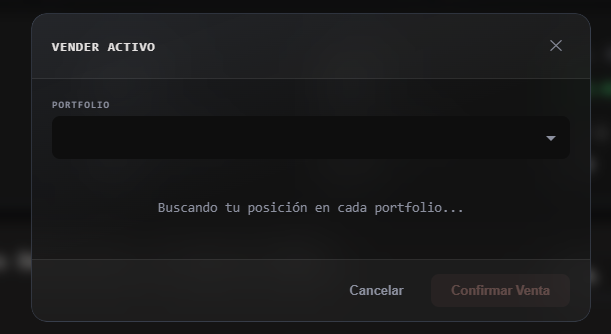 VENDER ACTIVO
PORTFOLIO
Buscando tu posición en cada portfolio...
Cancelar
Confirmar Venta